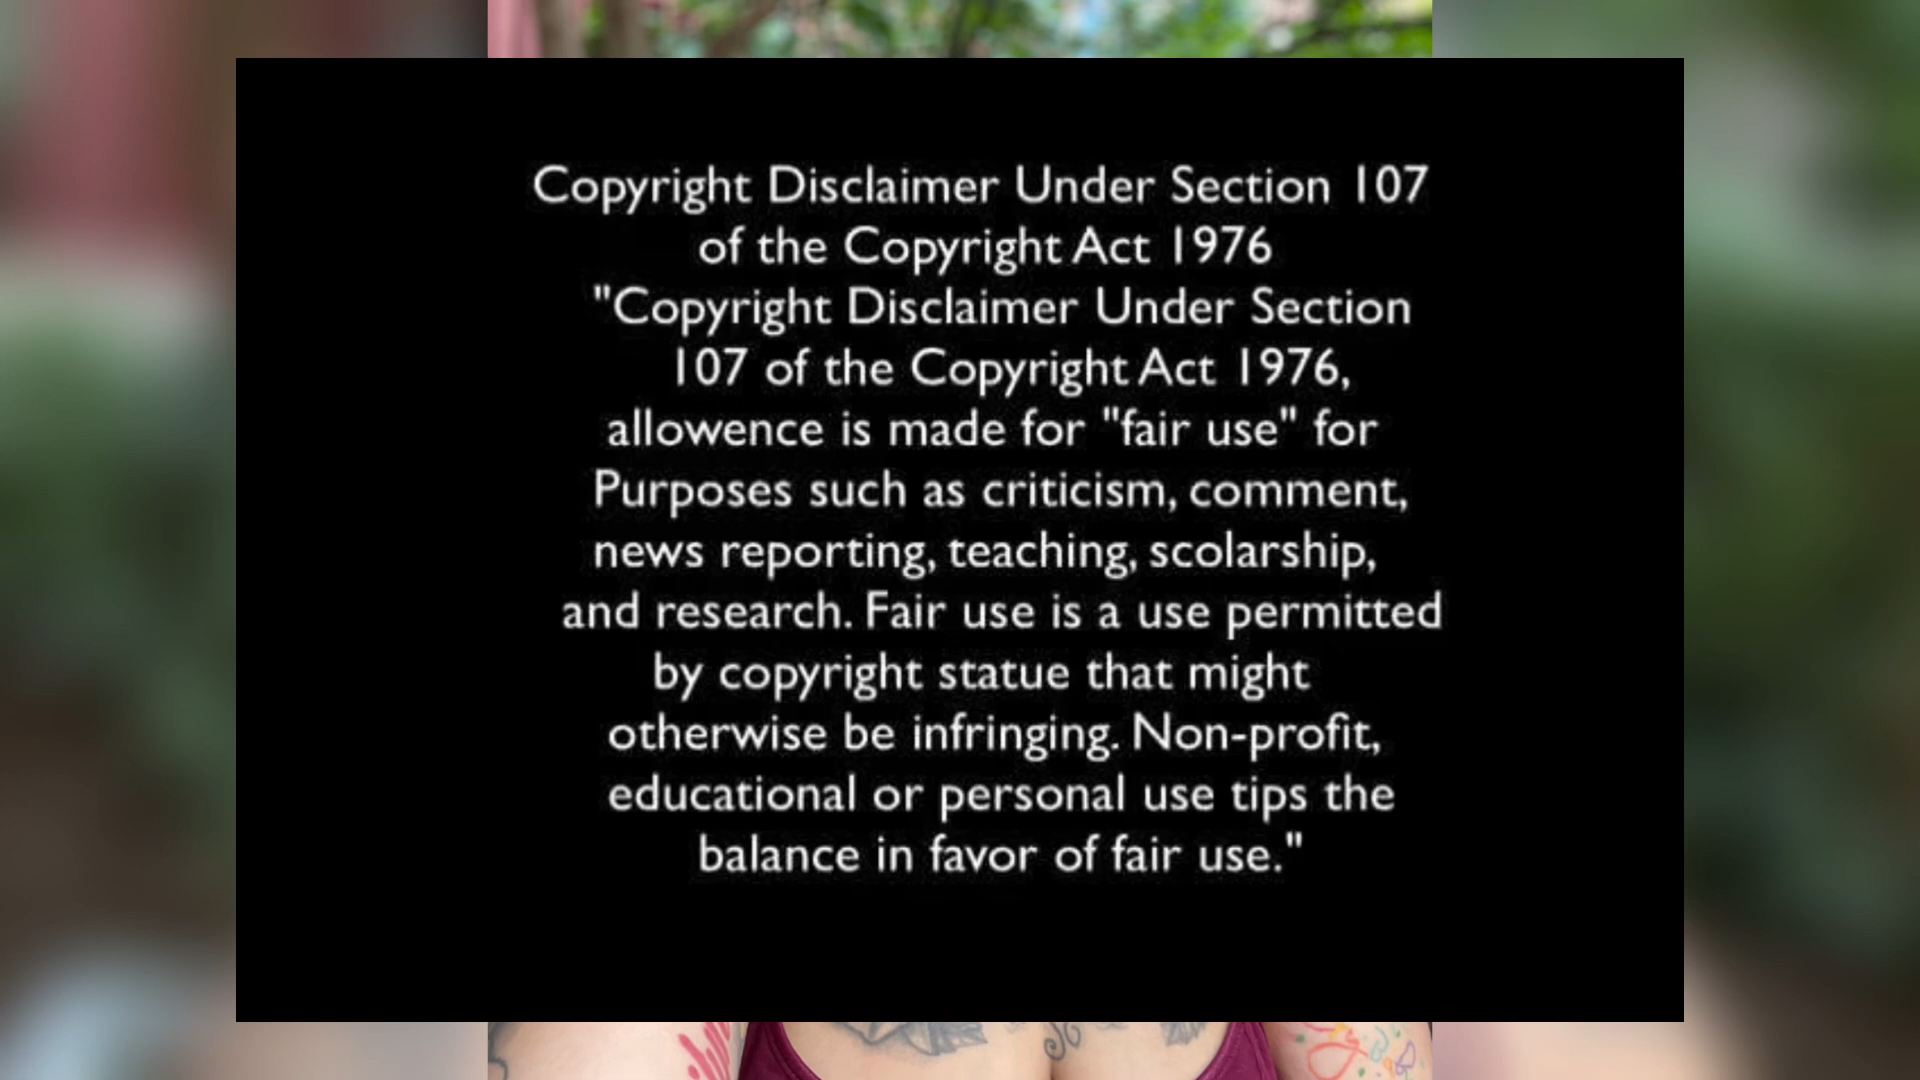 Copyright Disclaimer Under Section 107
of the Copyright Act 1976
"Copyright Disclaimer Under Section
107 of the Copyright Act 1976,
allowence is made for "fair use" for
Purposes such as criticism, comment,
news reporting, teaching, scolarship,
and research. Fair use is a use permitted
by copyright statue that might
otherwise be infringing. Non-profit,
educational or personal use tips the
balance in favor of fair use."